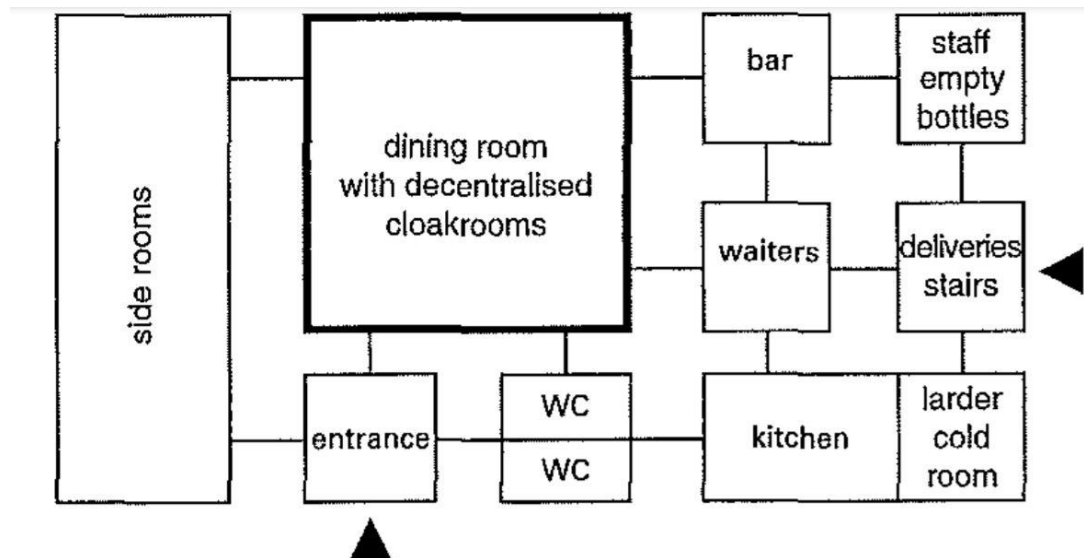 side rooms
dining room
with decentralised
cloakrooms
bar
staff
empty
bottles
waiters
deliveries
stairs
entrance
WC
WC
kitchen
larder
cold
room